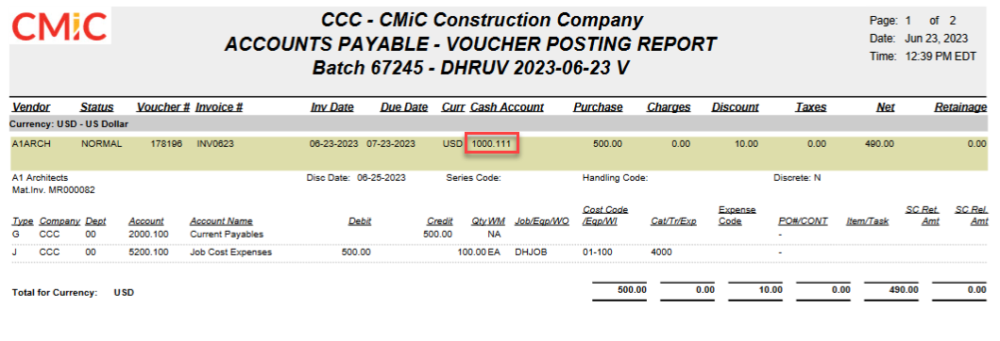 CMiC
CCC - CMiC Construction Company
ACCOUNTS PAYABLE - VOUCHER POSTING REPORT
Batch 67245 - DHRUV 2023-06-23 V
Page: 1 of 2
Date: Jun 23, 2023
Time: 12:39 PM EDT
Vendor Status Voucher # Invoice # Inv Date Due Date Curr Cash Account Purchase Charges Discount Taxes Net Retainage
Currency: USD - US Dollar
A1ARCH NORMAL 178196 INV0623 06-23-2023 07-23-2023 USD 1000.111 500.00 0.00 10.00 0.00 490.00 0.00
A1 Architects Disc Date: 06-25-2023 Series Code: Handling Code: Discrete: N
Mat.Inv. MR000082
Type Company Dept Account Account Name Debit Credit Qty WM Job/Eqp/WO Cost Code /Eqp/WI Cat/Tr/Exp Expense Code PO#/CONT Item/Task SC Ret. Amt SC Rel. Amt
G CCC 00 2000.100 Current Payables 500.00 NA -
J CCC 00 5200.100 Job Cost Expenses 500.00 100.00 EA DHJOB 01-100 4000 -
Total for Currency: USD 500.00 0.00 10.00 0.00 490.00 0.00